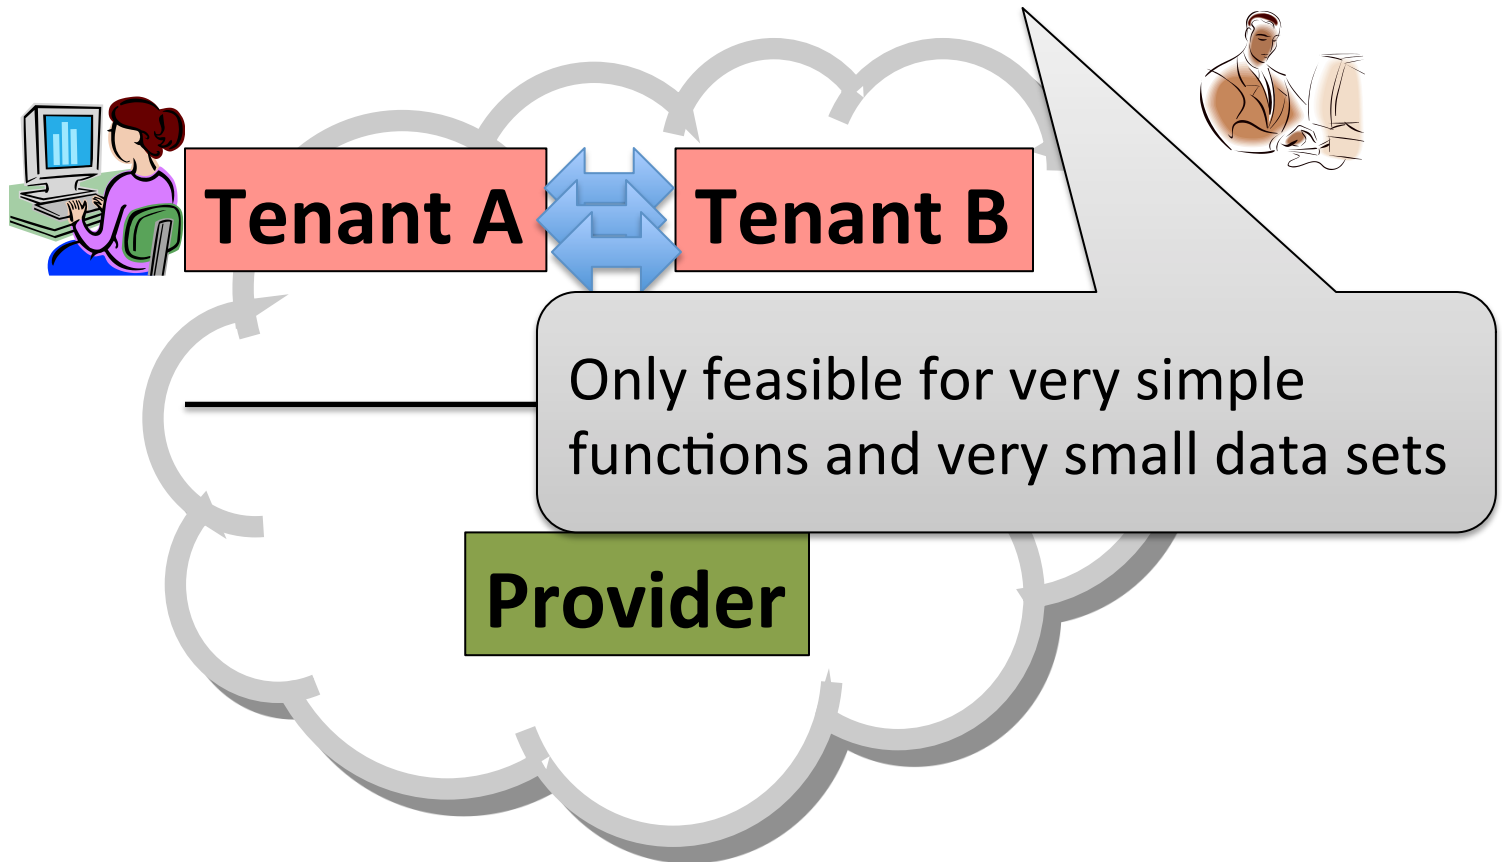 Tenant A
Tenant B
Only feasible for very simple
functions and very small data sets
Provider